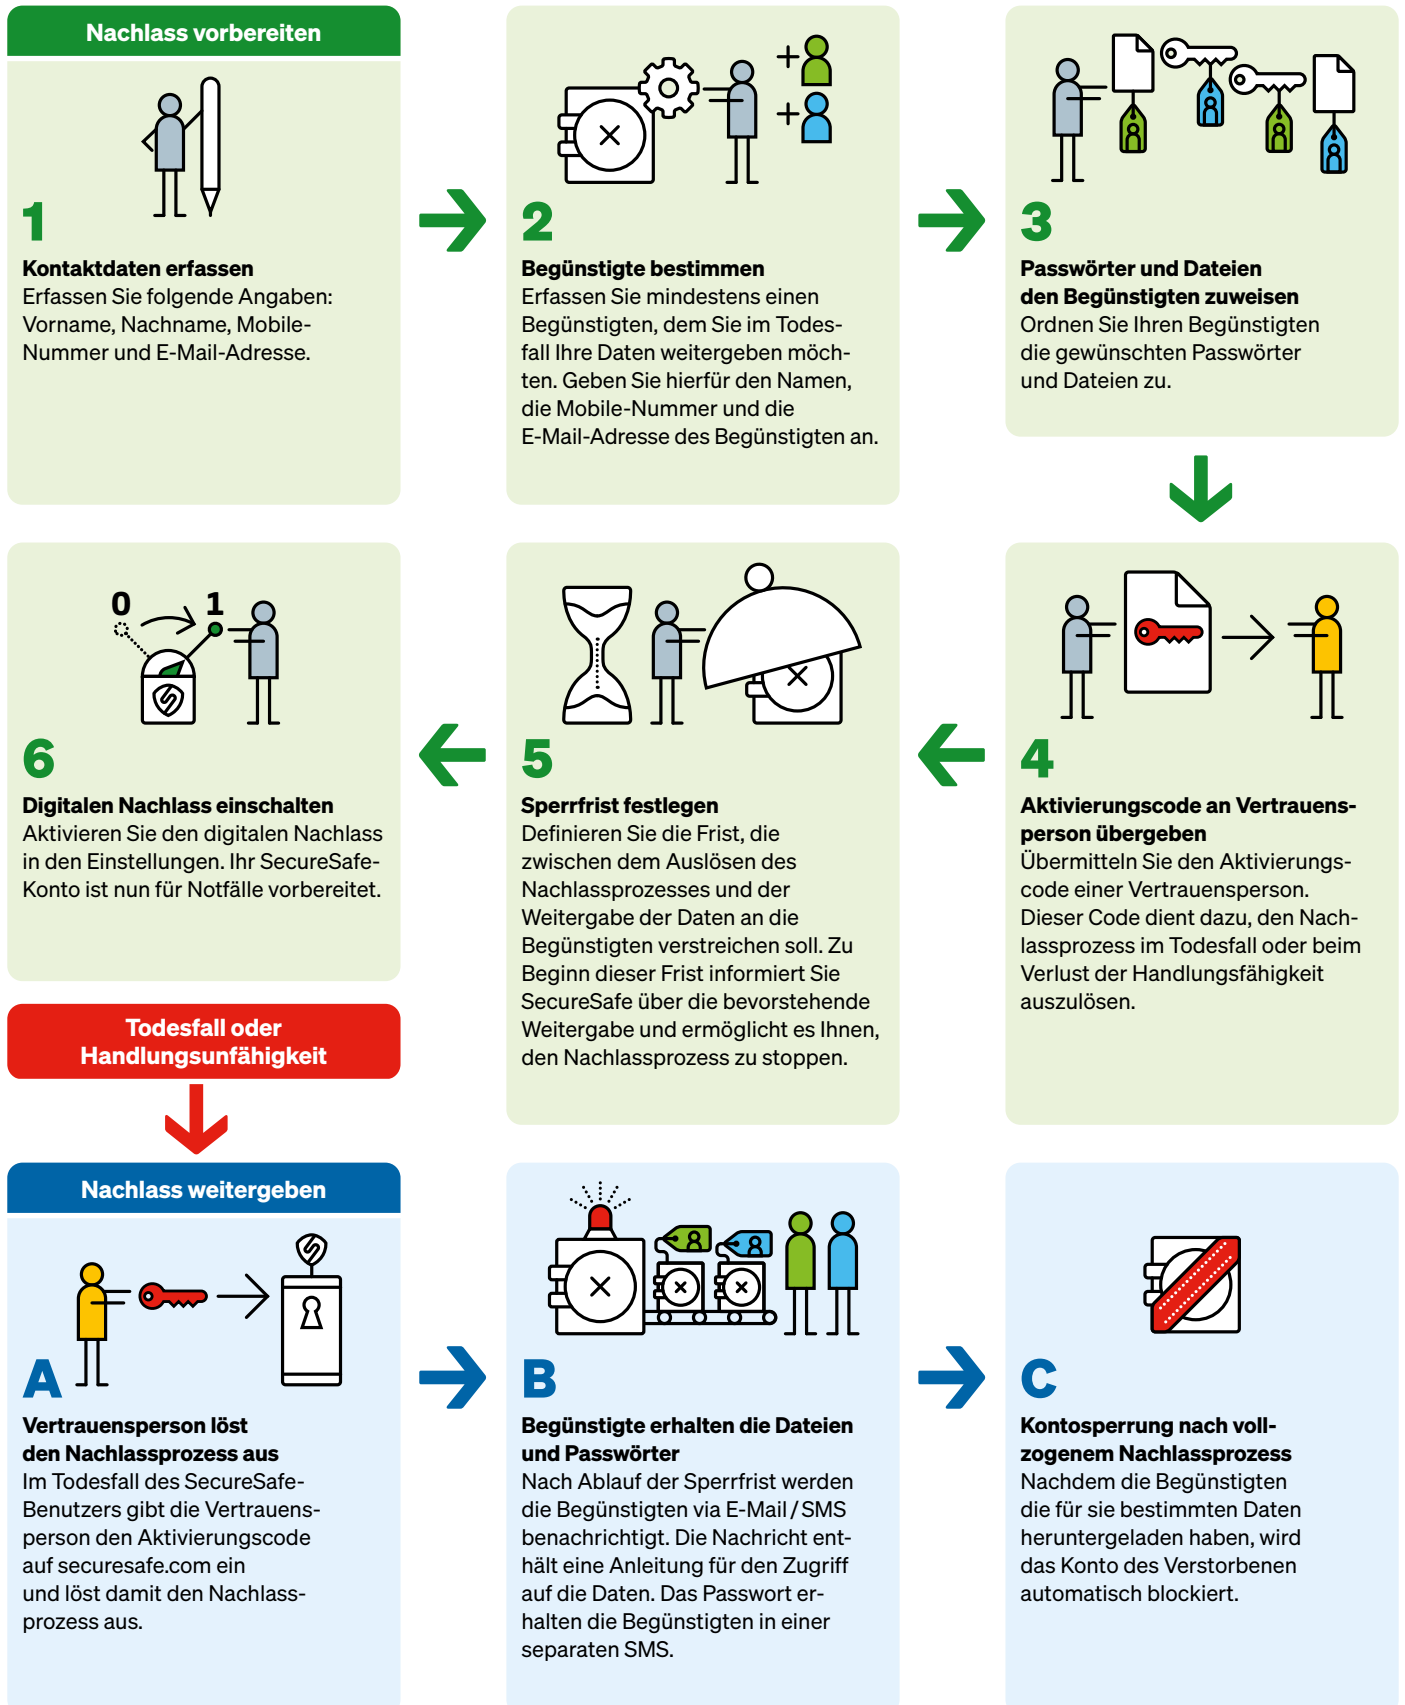 Nachlass vorbereiten
1
Kontaktdaten erfassen
Erfassen Sie folgende Angaben:
Vorname, Nachname, Mobile-
Nummer und E-Mail-Adresse.
2
Begünstigte bestimmen
Erfassen Sie mindestens einen
Begünstigten, dem Sie im Todes-
fall Ihre Daten weitergeben möch-
ten. Geben Sie hierfür den Namen,
die Mobile-Nummer und die
E-Mail-Adresse des Begünstigten an.
3
Passwörter und Dateien
den Begünstigten zuweisen
Ordnen Sie Ihren Begünstigten
die gewünschten Passwörter
und Dateien zu.
4
Aktivierungscode an Vertrauens-
person übergeben
Übermitteln Sie den Aktivierungs-
code einer Vertrauensperson.
Dieser Code dient dazu, den Nach-
lassprozess im Todesfall oder beim
Verlust der Handlungsfähigkeit
auszulösen.
5
Sperrfrist festlegen
Definieren Sie die Frist, die
zwischen dem Auslösen des
Nachlassprozesses und der
Weitergabe der Daten an die
Begünstigten verstreichen soll. Zu
Beginn dieser Frist informiert Sie
SecureSafe über die bevorstehende
Weitergabe und ermöglicht es Ihnen,
den Nachlassprozess zu stoppen.
0 1
6
Digitalen Nachlass einschalten
Aktivieren Sie den digitalen Nachlass
in den Einstellungen. Ihr SecureSafe-
Konto ist nun für Notfälle vorbereitet.
Todesfall oder
Handlungsunfähigkeit
Nachlass weitergeben
A
Vertrauensperson löst
den Nachlassprozess aus
Im Todesfall des SecureSafe-
Benutzers gibt die Vertrauens-
person den Aktivierungscode
auf securesafe.com ein
und löst damit den Nachlass-
prozess aus.
B
Begünstigte erhalten die Dateien
und Passwörter
Nach Ablauf der Sperrfrist werden
die Begünstigten via E-Mail / SMS
benachrichtigt. Die Nachricht ent-
hält eine Anleitung für den Zugriff
auf die Daten. Das Passwort er-
halten die Begünstigten in einer
separaten SMS.
C
Kontosperrung nach voll-
zogenem Nachlassprozess
Nachdem die Begünstigten
die für sie bestimmten Daten
heruntergeladen haben, wird
das Konto des Verstorbenen
automatisch blockiert.